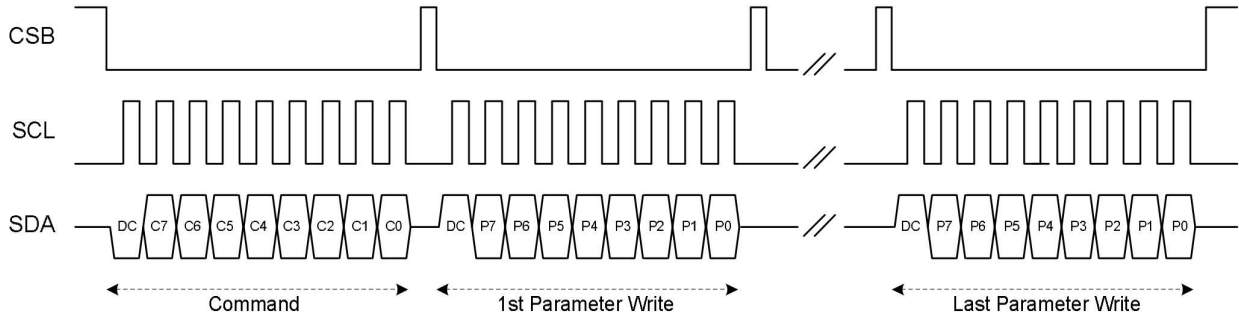 CSB
SCL
SDA DC C7 C6 C5 C4 C3 C2 C1 C0 DC P7 P6 P5 P4 P3 P2 P1 P0 DC P7 P6 P5 P4 P3 P2 P1 P0
Command 1st Parameter Write Last Parameter Write